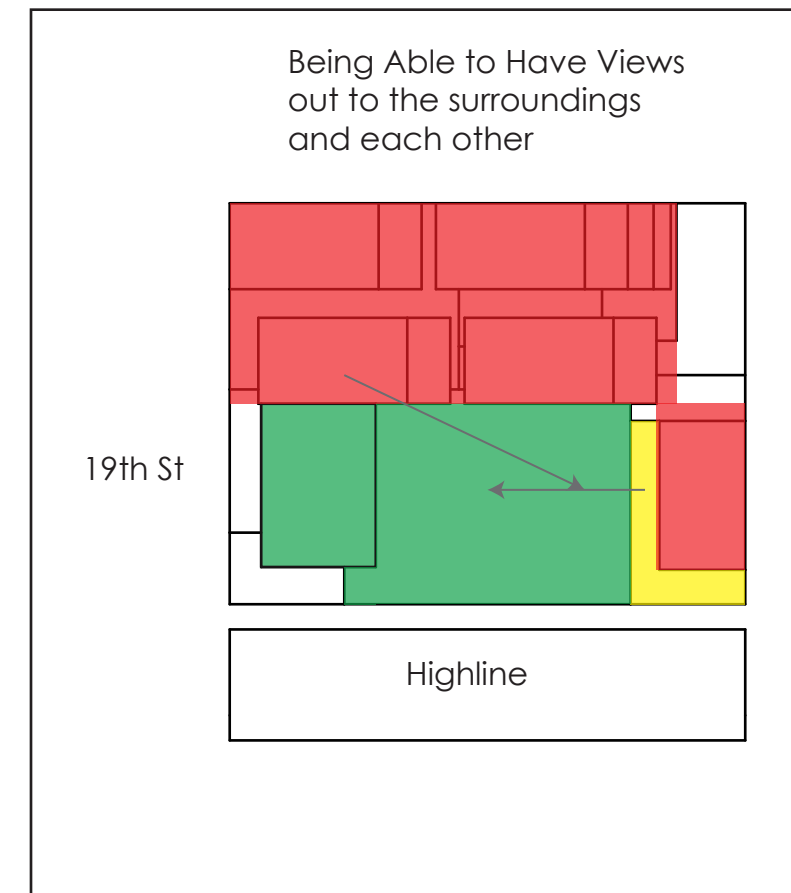 Being Able to Have Views
out to the surroundings
and each other
19th St
Highline